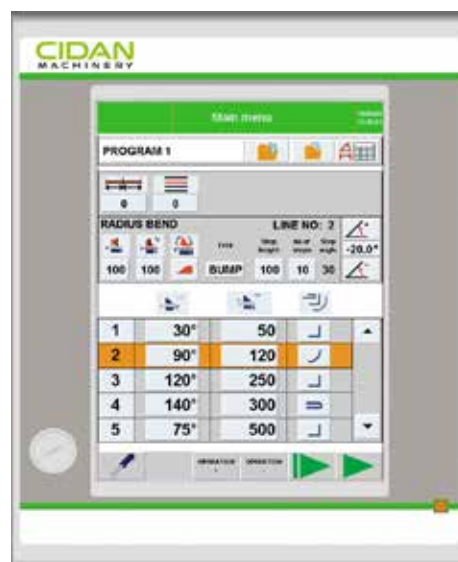 CIDAN
MACHINERY
Main menu
PROGRAM 1
0 0
RADIUS BEND LINE NO: 2
-20.0°
100 100 BUMP 100 10 30
1 30° 50
2 90° 120
3 120° 250
4 140° 300
5 75° 500